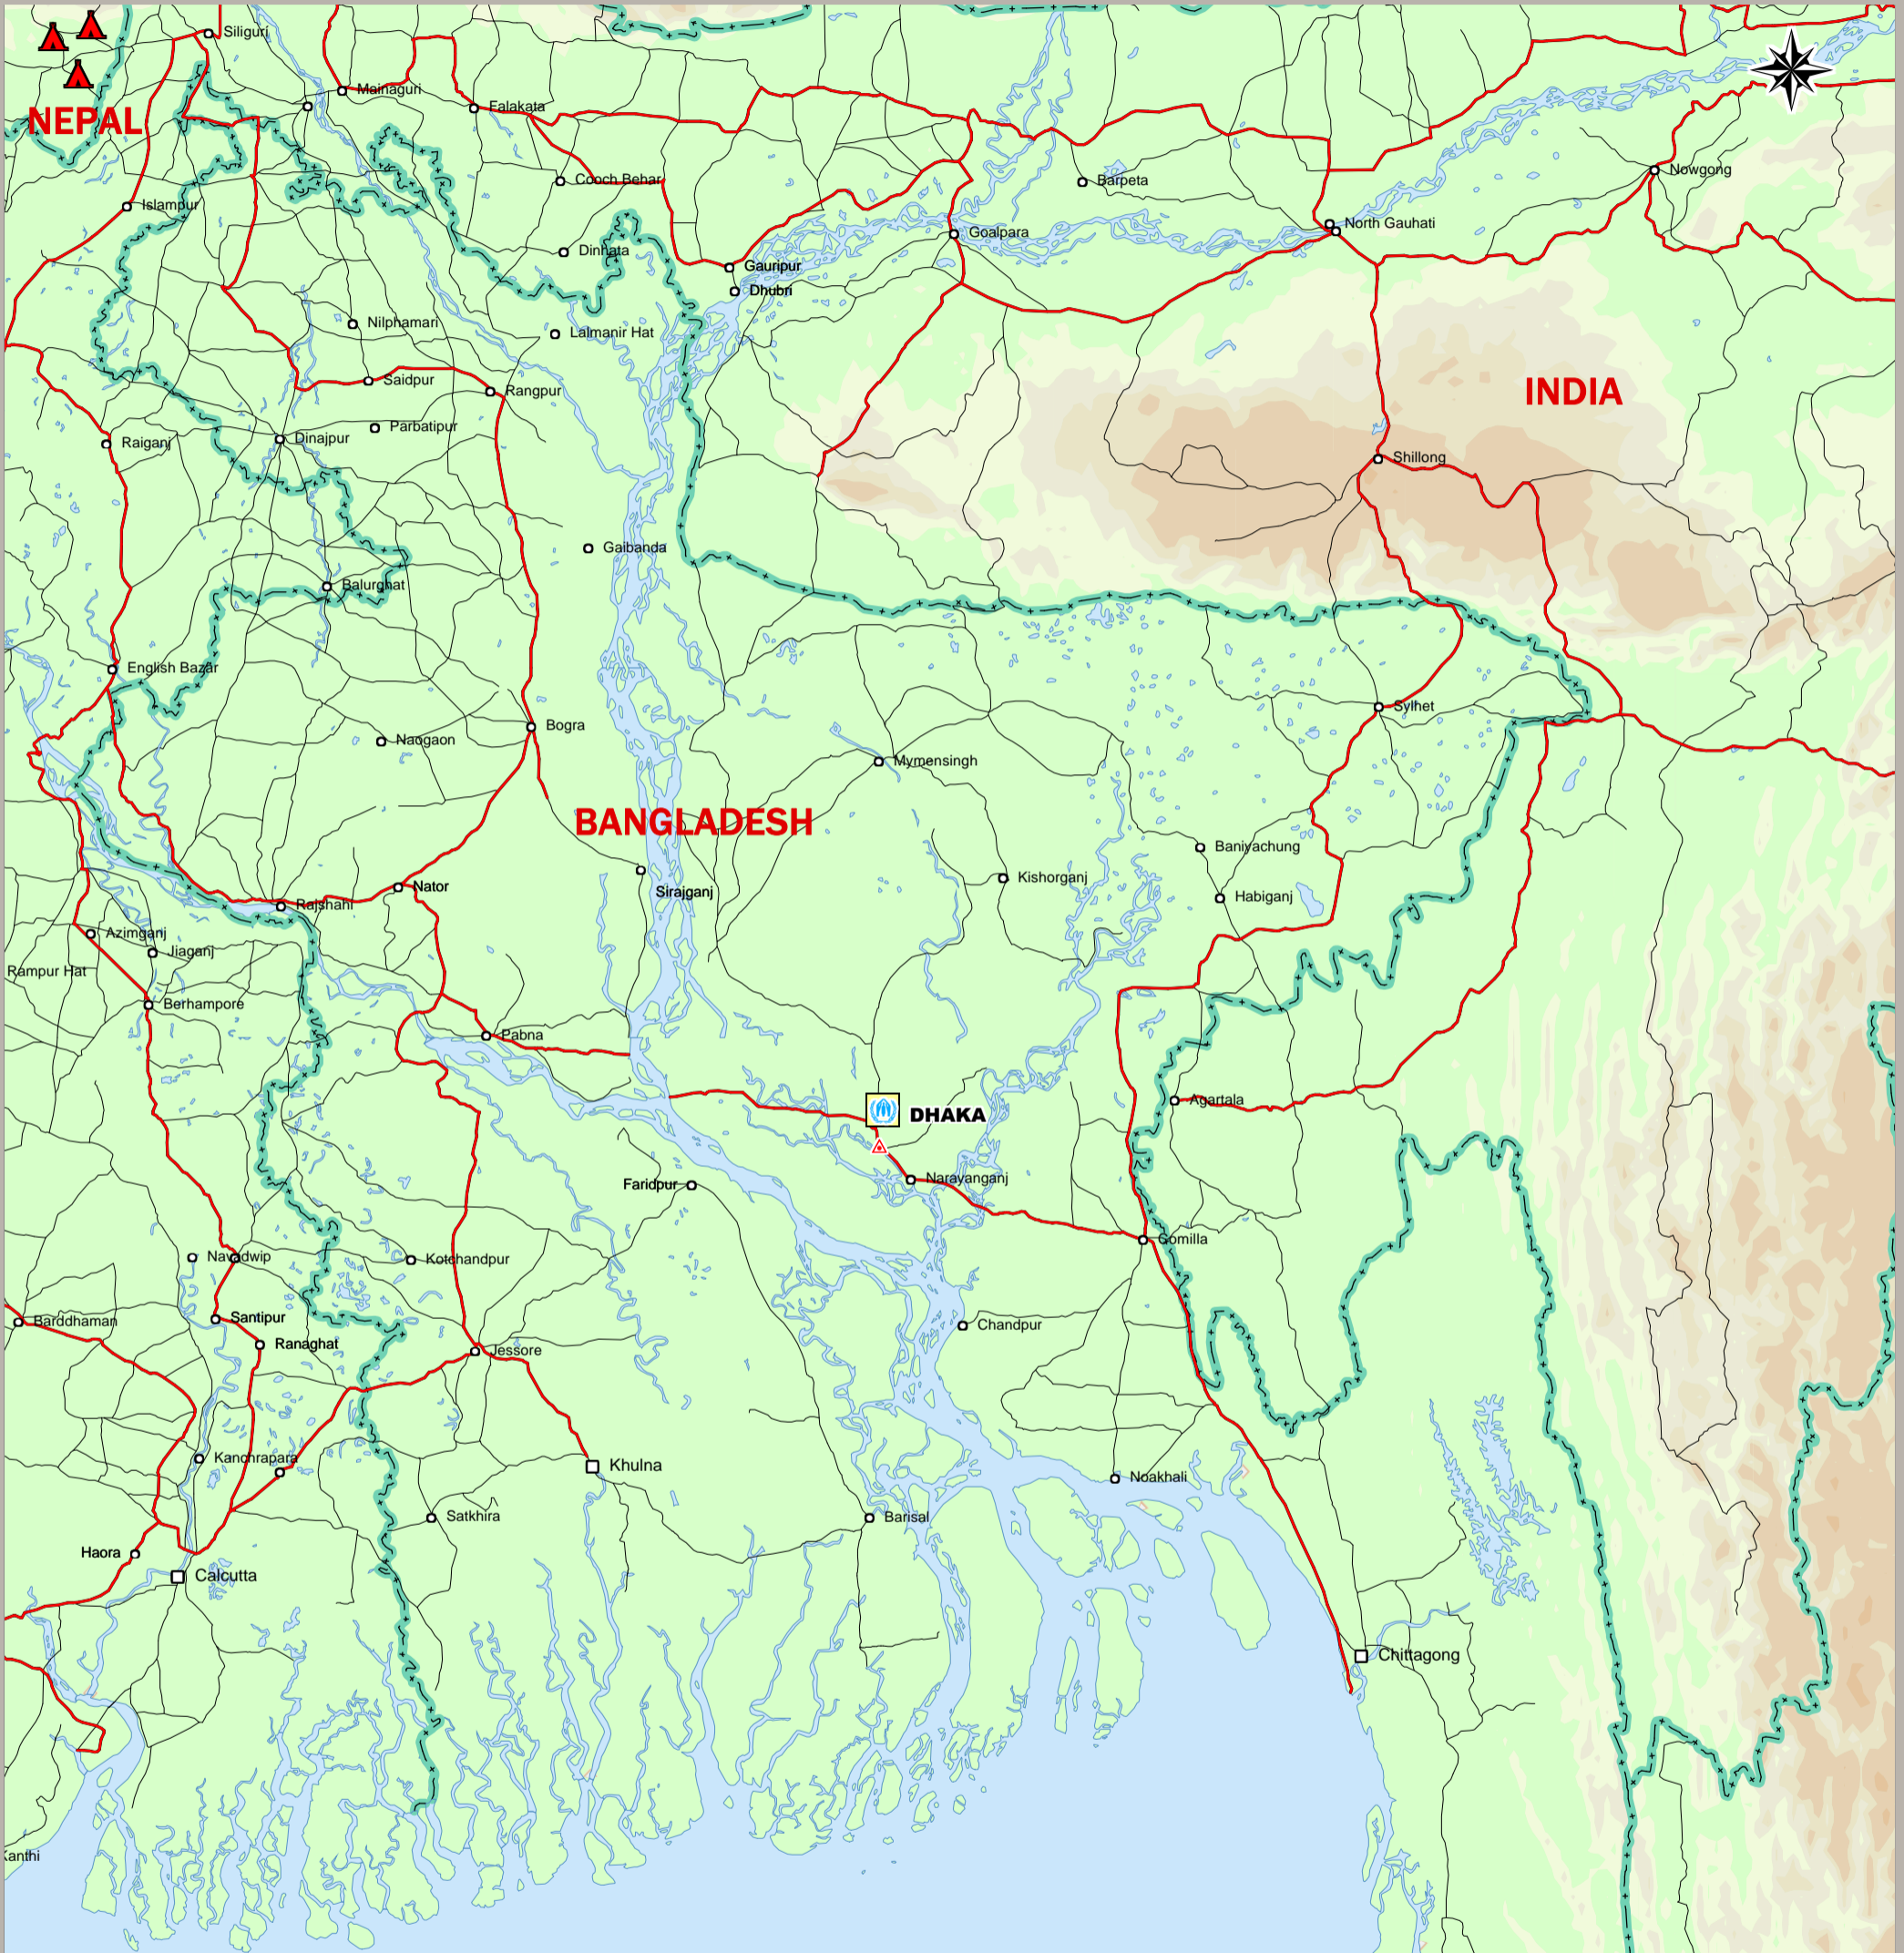 Siliguri
Mainaguri
Falakata
NEPAL
Cooch Behar
Barpeta
Nowgong
Islampur
North Gauhati
Goalpara
Dinhata
Gauripur
Dhubri
Nilphamari
Lalmanir Hat
Saidpur
Rangpur
INDIA
Parbatipur
Dinajpur
Raiganj
Shillong
Gaibanda
Balurghat
English Bazar
Sylhet
Bogra
Naogaon
Mymensingh
BANGLADESH
Baniyachung
Kishorganj
Nator
Sirajganj
Habiganj
Rajshahi
Azimganj
Jiaganj
Rampur Hat
Berhampore
Pabna
Agartala
DHAKA
Narayanganj
Faridpur
Comilla
Navadwip
Kotchandpur
Santipur
Barddhaman
Chandpur
Ranaghat
Jessore
Kanchrapara
Khulna
Noakhali
Satkhira
Barisal
Haora
Calcutta
Chittagong
Kanthi